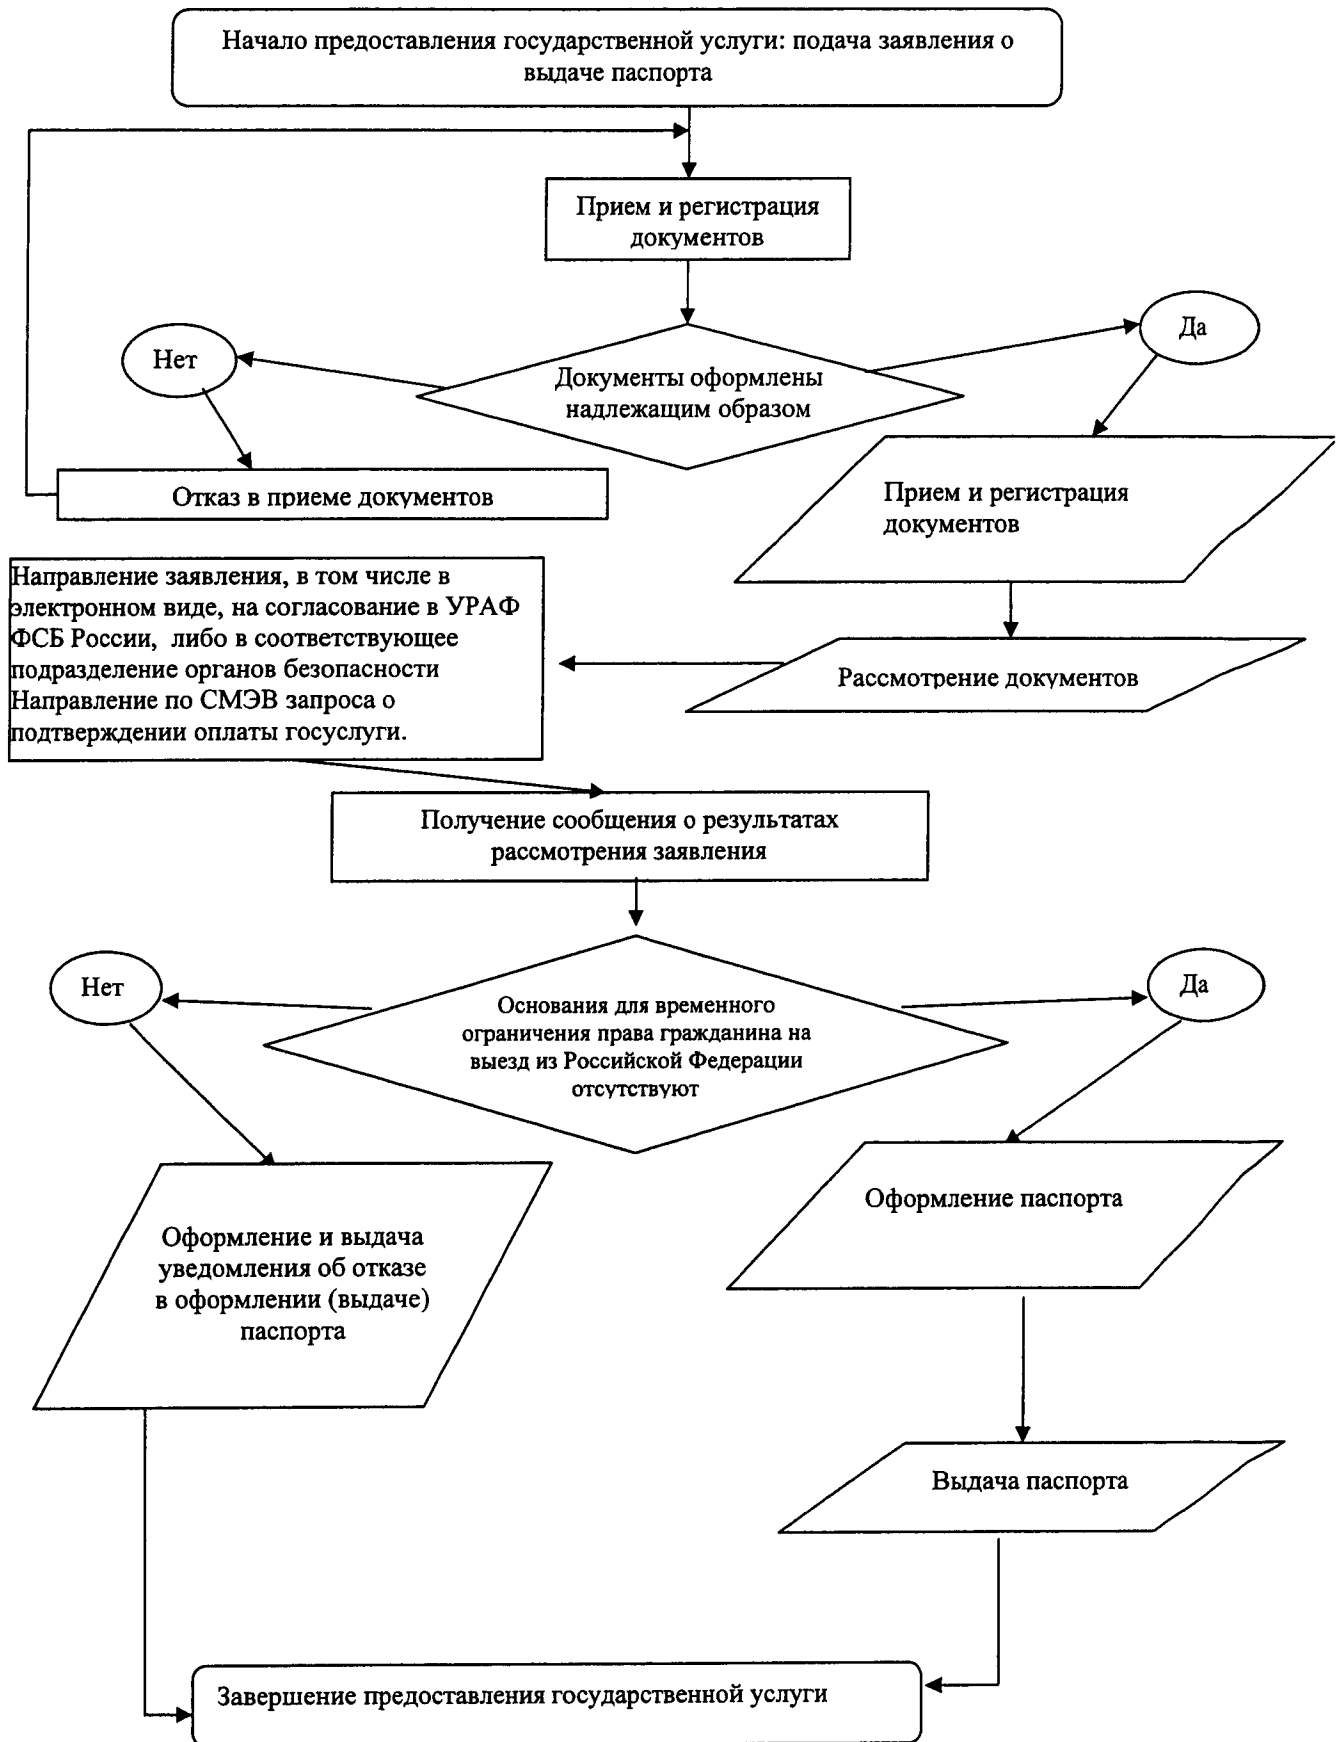 Начало предоставления государственной услуги: подача заявления о
выдаче паспорта
Прием и регистрация
документов
Нет
Да
Документы оформлены
надлежащим образом
Отказ в приеме документов
Прием и регистрация
документов
Направление заявления, в том числе в
электронном виде, на согласование в УРАФ
ФСБ России, либо в соответствующее
подразделение органов безопасности
Направление по СМЭВ запроса о
подтверждении оплаты госуслуги.
Рассмотрение документов
Получение сообщения о результатах
рассмотрения заявления
Нет
Да
Основания для временного
ограничения права гражданина на
выезд из Российской Федерации
отсутствуют
Оформление паспорта
Оформление и выдача
уведомления об отказе
в оформлении (выдаче)
паспорта
Выдача паспорта
Завершение предоставления государственной услуги